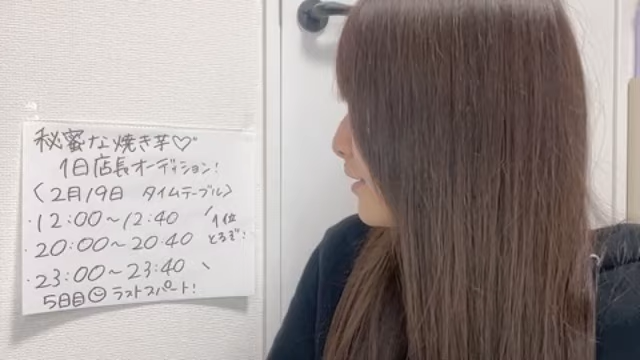 秘蜜な焼き芋♡
1日店長オーディション!
〈2月19日 タイムテーブル〉
・12:00〜12:40
・20:00〜20:40
・23:00〜23:40
1位
とるぞ!
5日目☺ラストスパート!